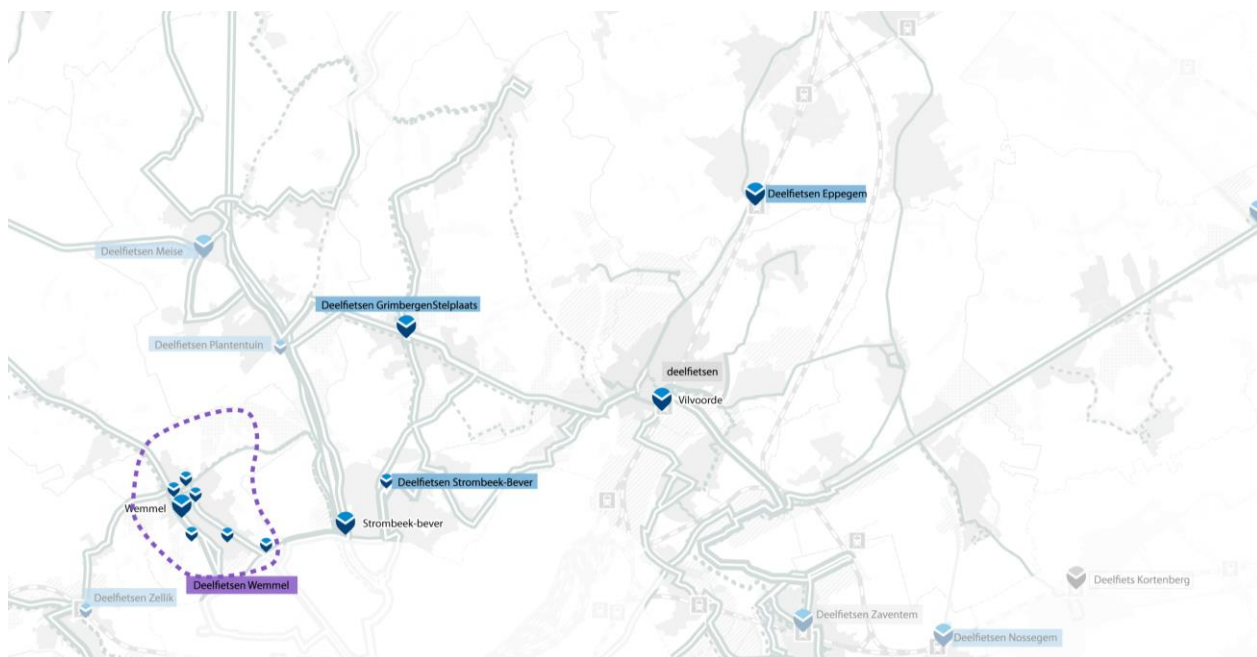 Deelfietsen Eppegem
Deelfietsen Meise
Deelfietsen GrimbergenStelplaats
Deelfietsen Plantentuin
deelfietsen
Vilvoorde
Deelfietsen Strombeek-Bever
Wemmel
Strombeek-bever
Deelfietsen Wemmel
Deelfiets Kortenberg
Deelfietsen Zellik
Deelfietsen Zaventem
Deelfietsen Nossegem